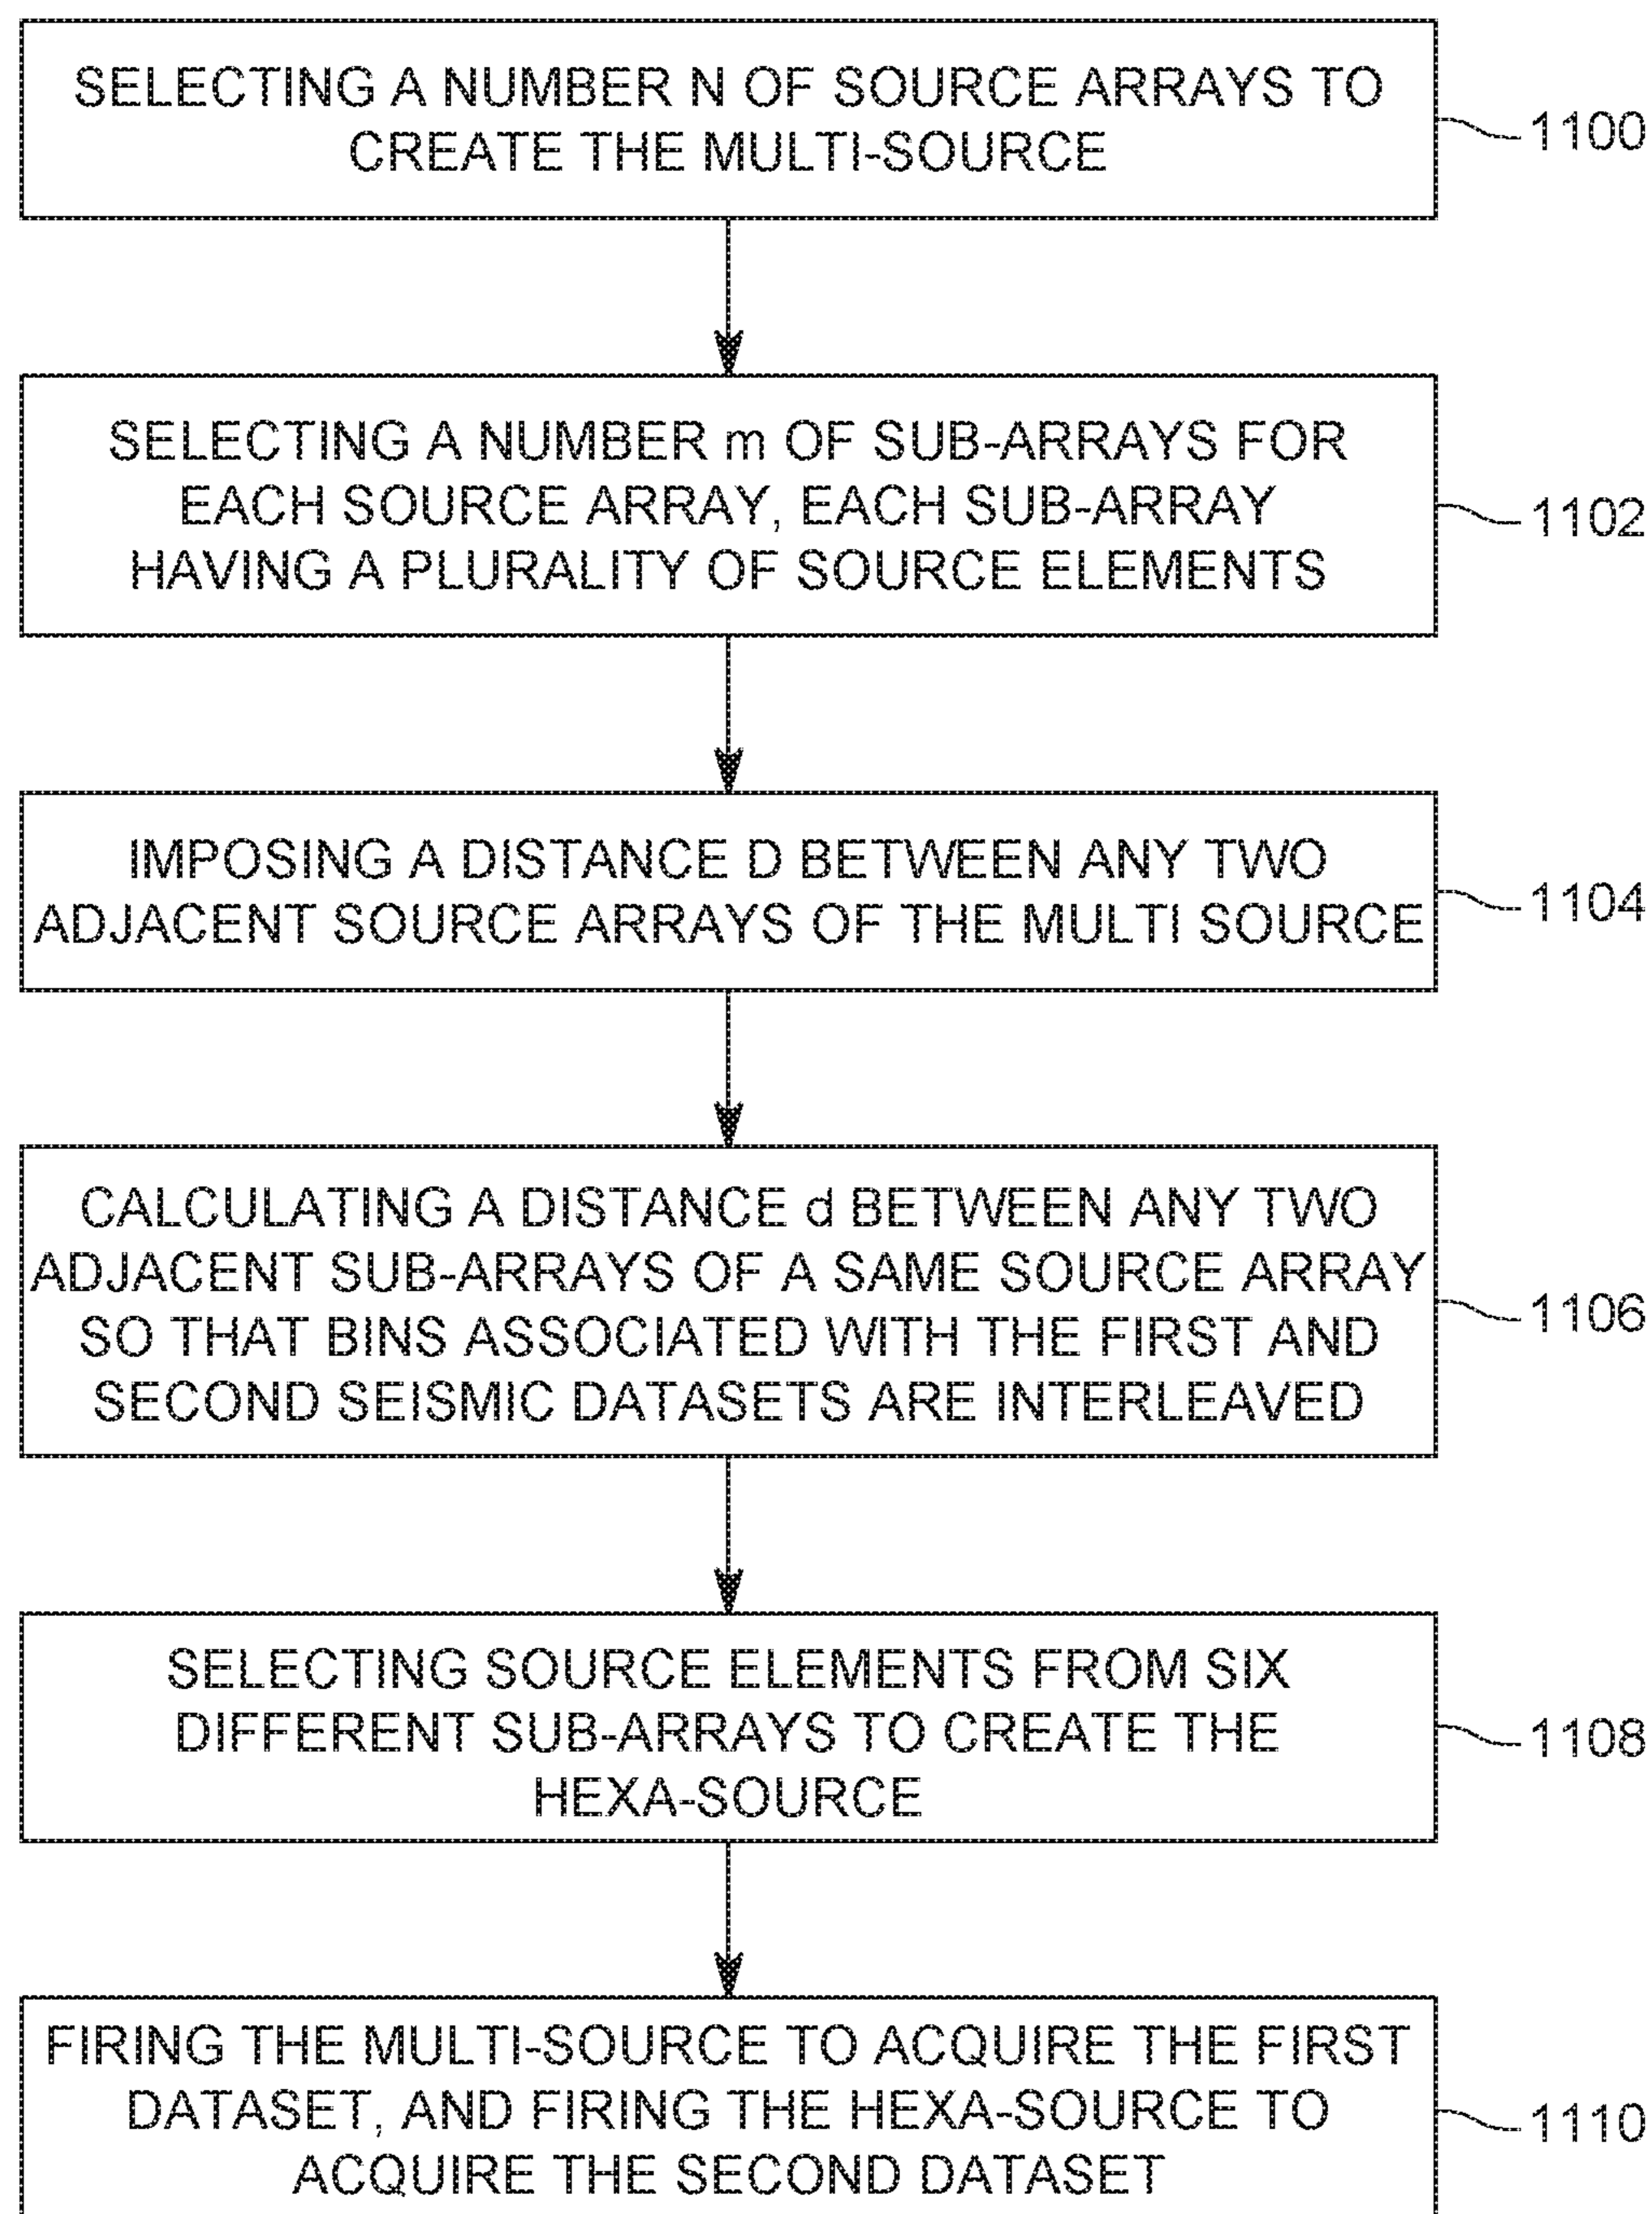 SELECTING A NUMBER N OF SOURCE ARRAYS TO
CREATE THE MULTI-SOURCE
1100
SELECTING A NUMBER m OF SUB-ARRAYS FOR
EACH SOURCE ARRAY, EACH SUB-ARRAY
HAVING A PLURALITY OF SOURCE ELEMENTS
1102
IMPOSING A DISTANCE D BETWEEN ANY TWO
ADJACENT SOURCE ARRAYS OF THE MULTI SOURCE
1104
CALCULATING A DISTANCE d BETWEEN ANY TWO
ADJACENT SUB-ARRAYS OF A SAME SOURCE ARRAY
SO THAT BINS ASSOCIATED WITH THE FIRST AND
SECOND SEISMIC DATASETS ARE INTERLEAVED
1106
SELECTING SOURCE ELEMENTS FROM SIX
DIFFERENT SUB-ARRAYS TO CREATE THE
HEXA-SOURCE
1108
FIRING THE MULTI-SOURCE TO ACQUIRE THE FIRST
DATASET, AND FIRING THE HEXA-SOURCE TO
ACQUIRE THE SECOND DATASET
1110